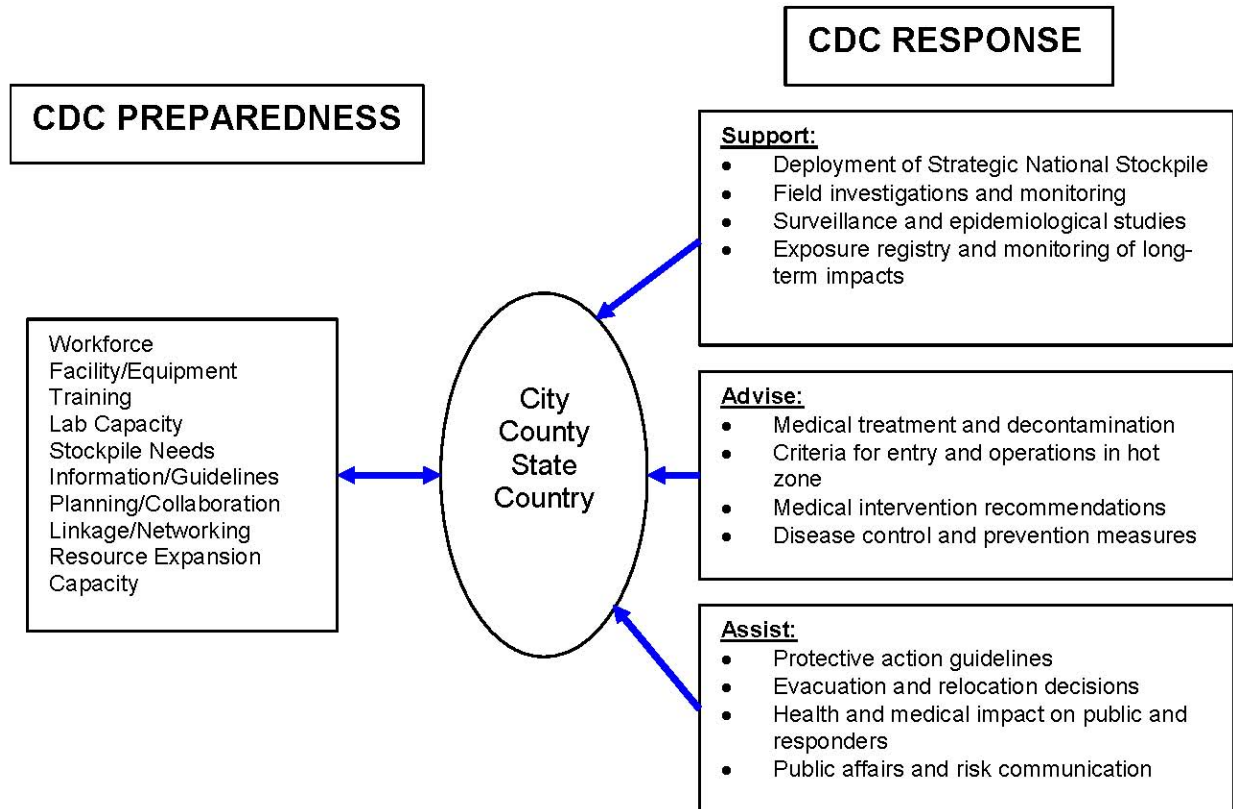 CDC PREPAREDNESS
Workforce
Facility/Equipment
Training
Lab Capacity
Stockpile Needs
Information/Guidelines
Planning/Collaboration
Linkage/Networking
Resource Expansion
Capacity
City
County
State
Country
CDC RESPONSE
Support:
● Deployment of Strategic National Stockpile
● Field investigations and monitoring
● Surveillance and epidemiological studies
● Exposure registry and monitoring of long-
term impacts
Advise:
● Medical treatment and decontamination
● Criteria for entry and operations in hot
zone
● Medical intervention recommendations
● Disease control and prevention measures
Assist:
● Protective action guidelines
● Evacuation and relocation decisions
● Health and medical impact on public and
responders
● Public affairs and risk communication